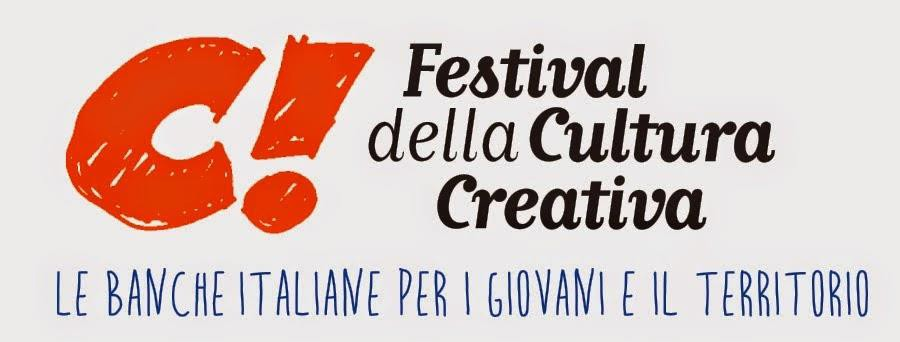 C!
Festival
della Cultura
Creativa
LE BANCHE ITALIANE PER I GIOVANI E IL TERRITORIO